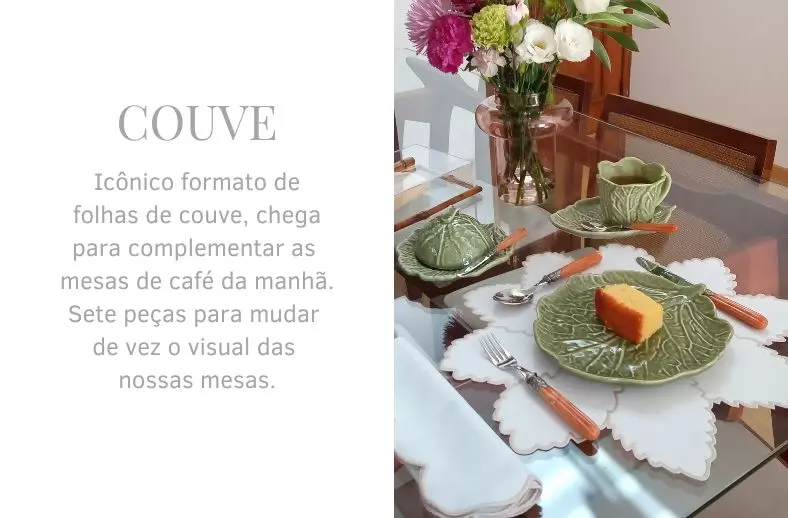 COUVE
Icônico formato de
folhas de couve, chega
para complementar as
mesas de café da manhã.
Sete peças para mudar
de vez o visual das
nossas mesas.